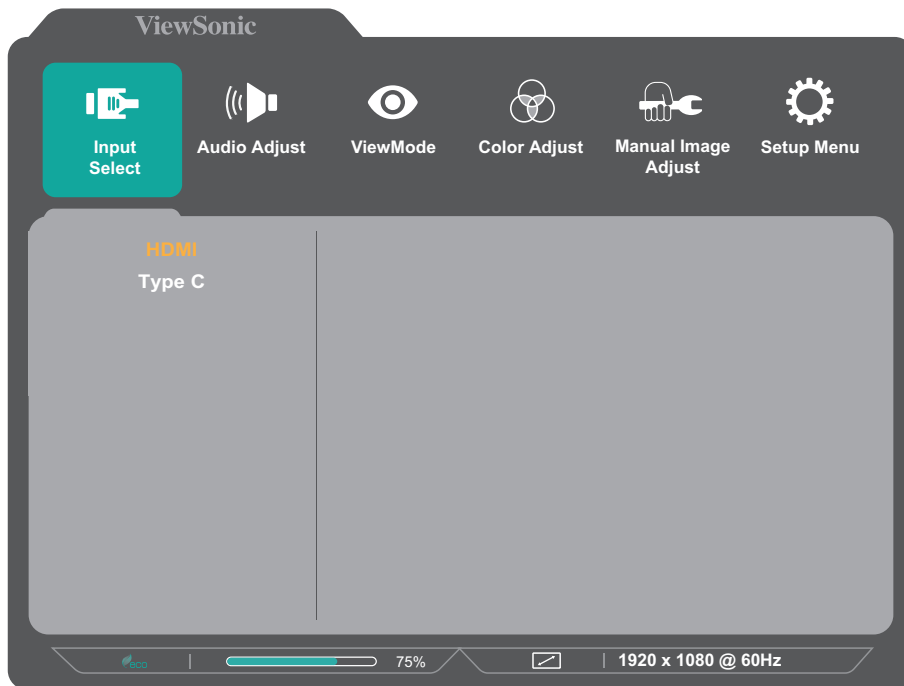 ViewSonic
Input Select
Audio Adjust
ViewMode
Color Adjust
Manual Image Adjust
Setup Menu
HDMI
Type C
eco
75%
1920 x 1080 @ 60Hz